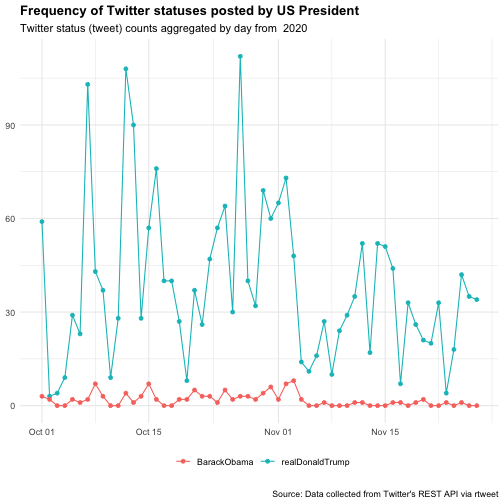 Frequency of Twitter statuses posted by US President
Twitter status (tweet) counts aggregated by day from  2020
90
60
30
0
Oct 01 Oct 15 Nov 01 Nov 15
BarackObama realDonaldTrump
Source: Data collected from Twitter's REST API via rtweet